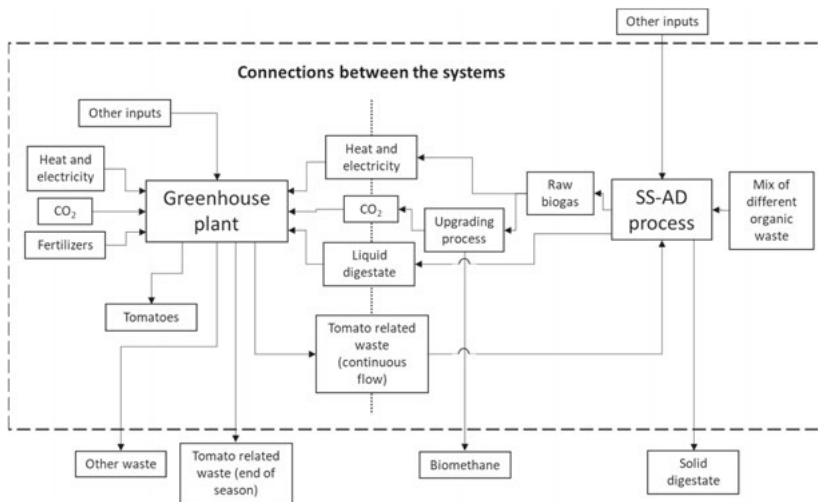 Other inputs
Connections between the systems
Other inputs
Heat and
electricity
CO₂
Fertilizers
Greenhouse
plant
Heat and
electricity
CO₂
Liquid
digestate
Upgrading
process
Raw
biogas
SS-AD
process
Mix of
different
organic
waste
Tomatoes
Tomato related
waste
(continuous
flow)
Other waste
Tomato related
waste (end of
season)
Biomethane
Solid
digestate